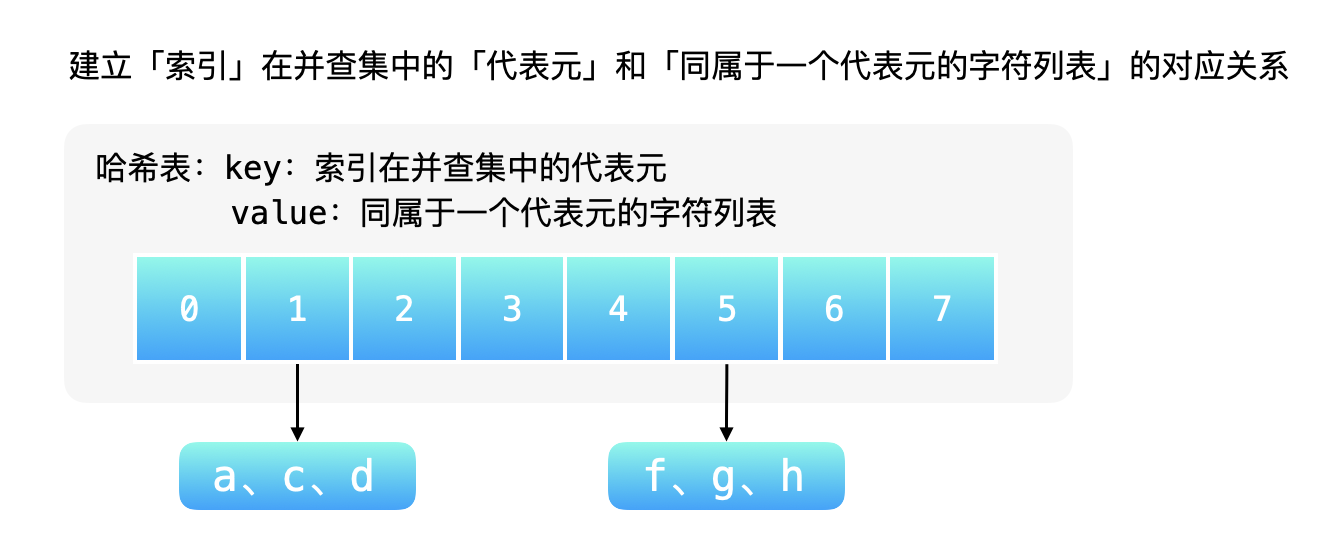 建立「索引」在并查集中的「代表元」和「同属于一个代表元的字符列表」的对应关系
哈希表：key：索引在并查集中的代表元
value：同属于一个代表元的字符列表
0 1 2 3 4 5 6 7
a、c、d f、g、h